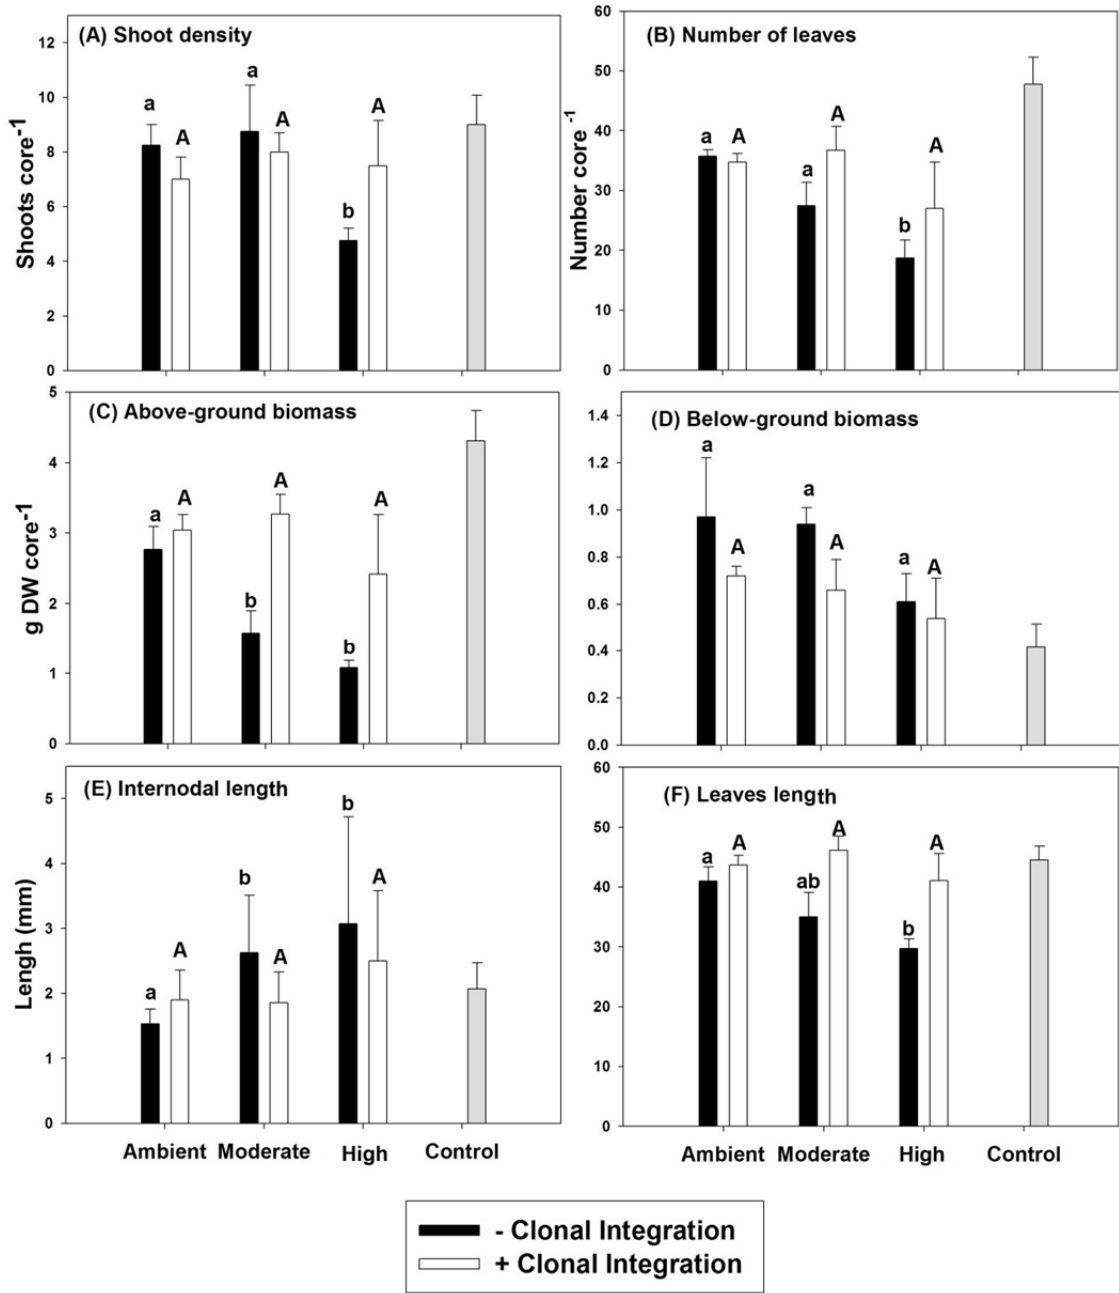 (A) Shoot density
Shoots core-1
12
10
8
6
4
2
0
a
A
a
A
b
A
(B) Number of leaves
Number core -1
60
50
40
30
20
10
0
a
A
a
A
b
A
(C) Above-ground biomass
g DW core-1
5
4
3
2
1
0
a
A
b
A
b
A
(D) Below-ground biomass
1.4
1.2
1.0
0.8
0.6
0.4
0.2
0.0
a
A
a
A
a
A
(E) Internodal length
Lengh (mm)
5
4
3
2
1
0
a
A
b
A
b
A
Ambient Moderate High Control
(F) Leaves length
60
50
40
30
20
10
0
a
A
ab
A
b
A
Ambient Moderate High Control
- Clonal Integration
+ Clonal Integration